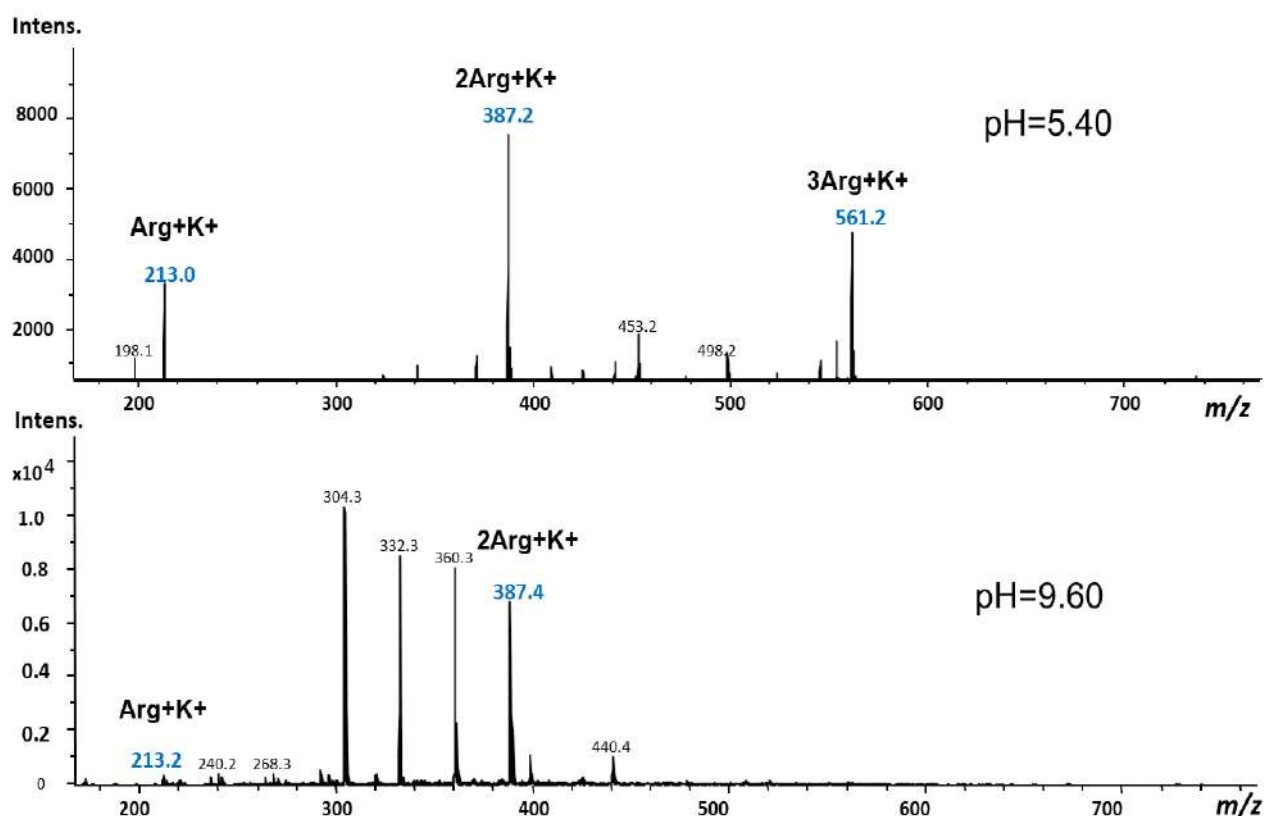 Intens.
2Arg+K+
387.2
pH=5.40
8000
3Arg+K+
561.2
6000
Arg+K+
213.0
4000
2000
198.1
453.2
498.2
200 300 400 500 600 700 m/z
Intens.
x10⁴
304.3
1.0
332.3
2Arg+K+
360.3
0.8
387.4
pH=9.60
0.6
0.4
Arg+K+
0.2
213.2
240.2 268.3
440.4
0
200 300 400 500 600 700 m/z